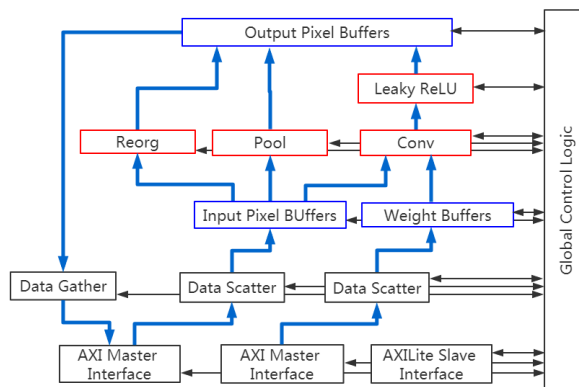 Output Pixel Buffers
Leaky ReLU
Reorg
Pool
Conv
Input Pixel BUffers
Weight Buffers
Data Gather
Data Scatter
Data Scatter
AXI Master
Interface
AXI Master
Interface
AXILite Slave
Interface
Global Control Logic